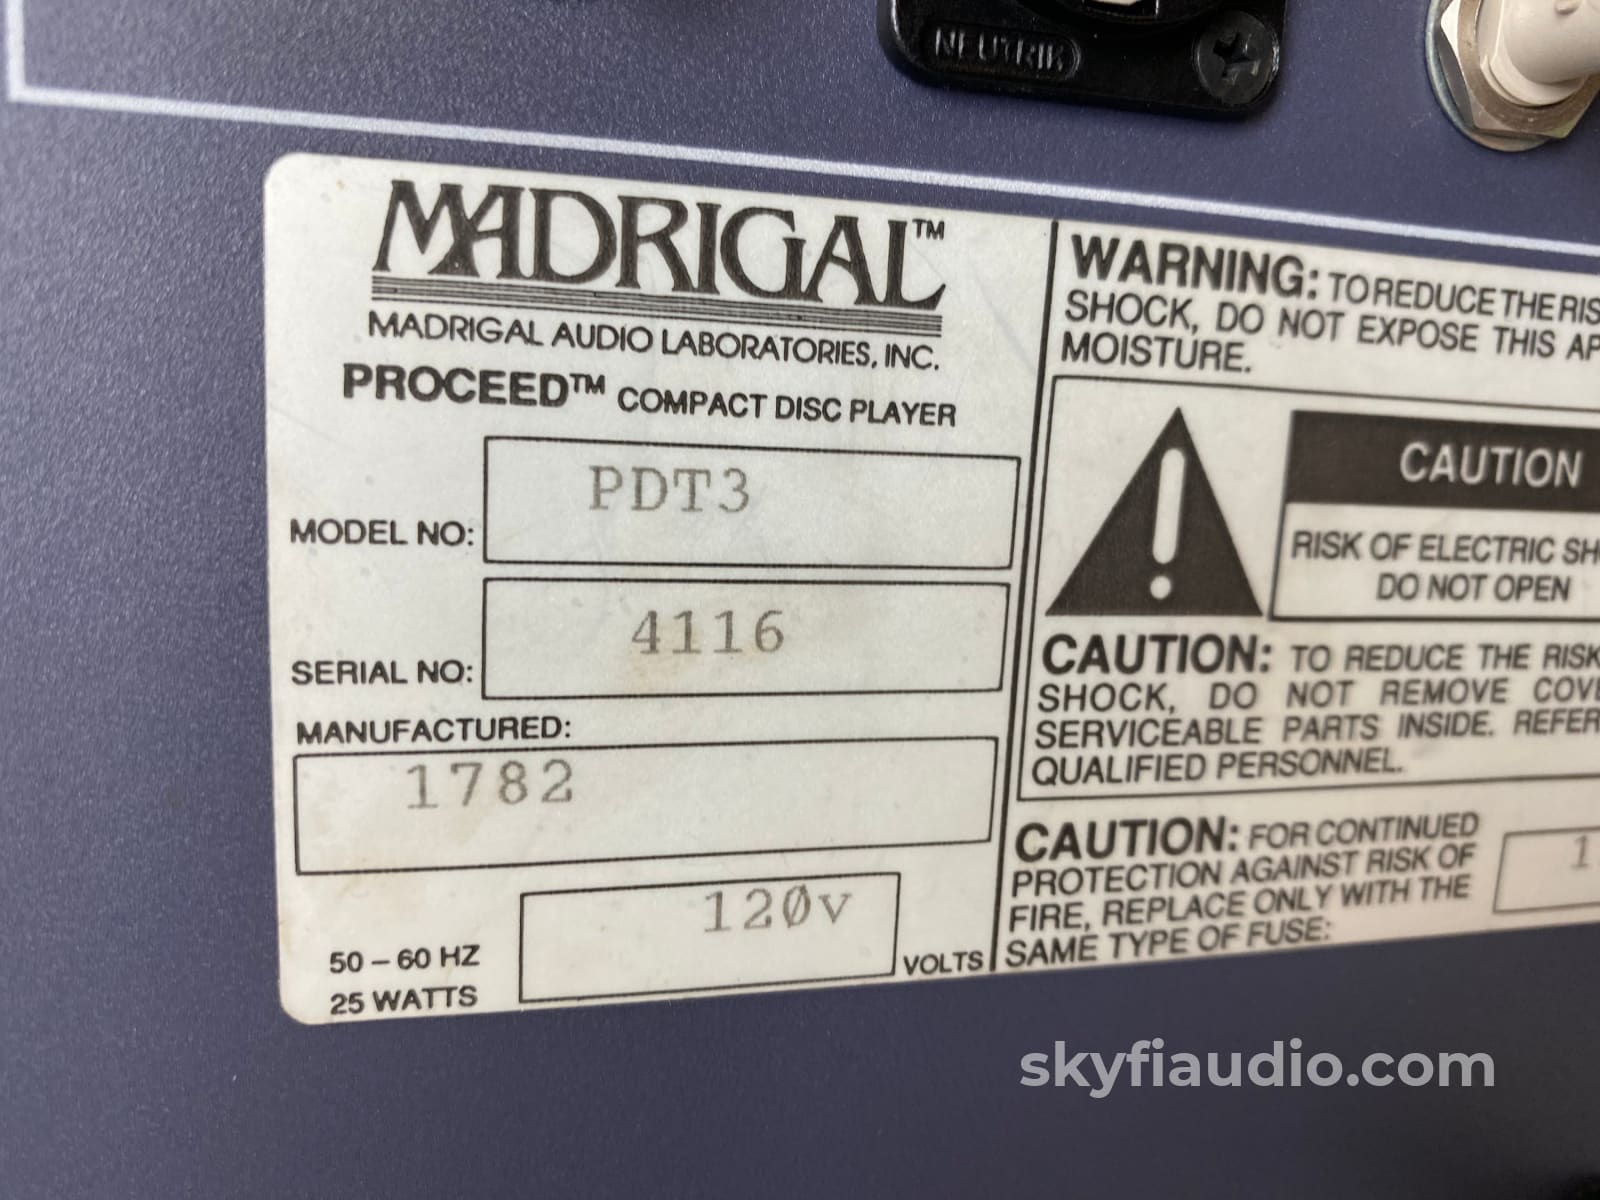 NEUTRIK
MADRIGAL™
MADRIGAL AUDIO LABORATORIES, INC.
PROCEED™ COMPACT DISC PLAYER
MODEL NO: PDT3
SERIAL NO: 4116
MANUFACTURED:
1782
120v
50 – 60 HZ
VOLTS
25 WATTS
WARNING: TO REDUCE THE RIS
SHOCK, DO NOT EXPOSE THIS AP
MOISTURE.
CAUTION
RISK OF ELECTRIC SH
DO NOT OPEN
CAUTION: TO REDUCE THE RISK
SHOCK, DO NOT REMOVE COVE
SERVICEABLE PARTS INSIDE. REFER
QUALIFIED PERSONNEL.
CAUTION: FOR CONTINUED
PROTECTION AGAINST RISK OF
FIRE, REPLACE ONLY WITH THE
SAME TYPE OF FUSE:
1
skyfiaudio.com